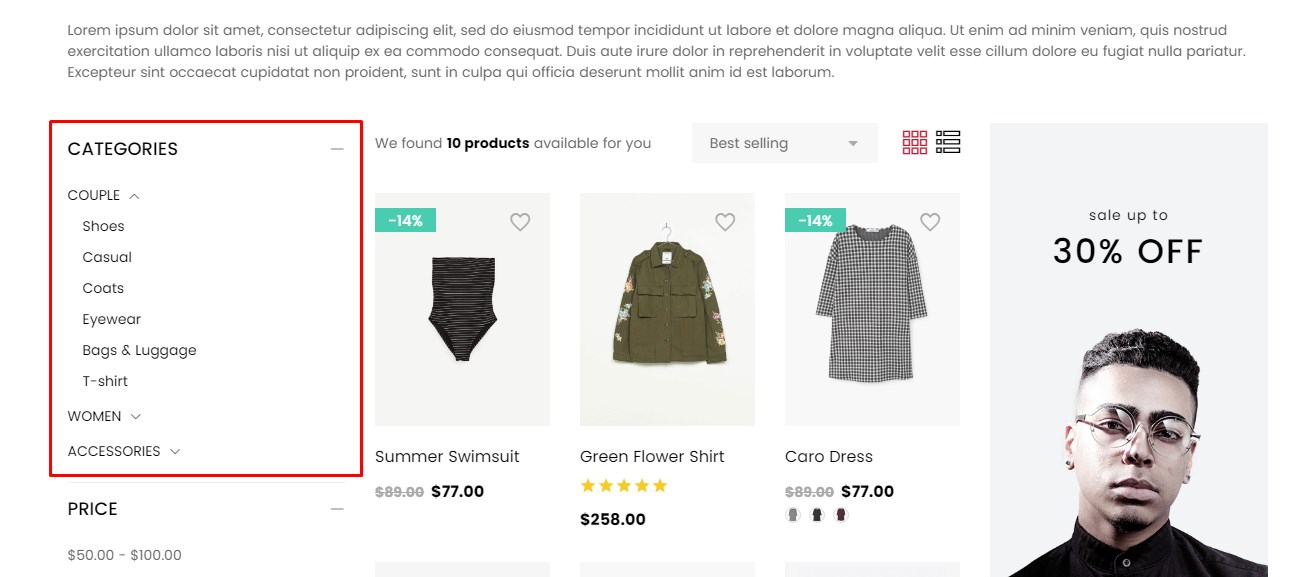 Lorem ipsum dolor sit amet, consectetur adipiscing elit, sed do eiusmod tempor incididunt ut labore et dolore magna aliqua. Ut enim ad minim veniam, quis nostrud
exercitation ullamco laboris nisi ut aliquip ex ea commodo consequat. Duis aute irure dolor in reprehenderit in voluptate velit esse cillum dolore eu fugiat nulla pariatur.
Excepteur sint occaecat cupidatat non proident, sunt in culpa qui officia deserunt mollit anim id est laborum.
CATEGORIES
COUPLE
Shoes
Casual
Coats
Eyewear
Bags & Luggage
T-shirt
WOMEN
ACCESSORIES
PRICE
$50.00 - $100.00
We found 10 products available for you
Best selling
-14%
Summer Swimsuit
$89.00 $77.00
Green Flower Shirt
$258.00
-14%
Caro Dress
$89.00 $77.00
sale up to
30% OFF